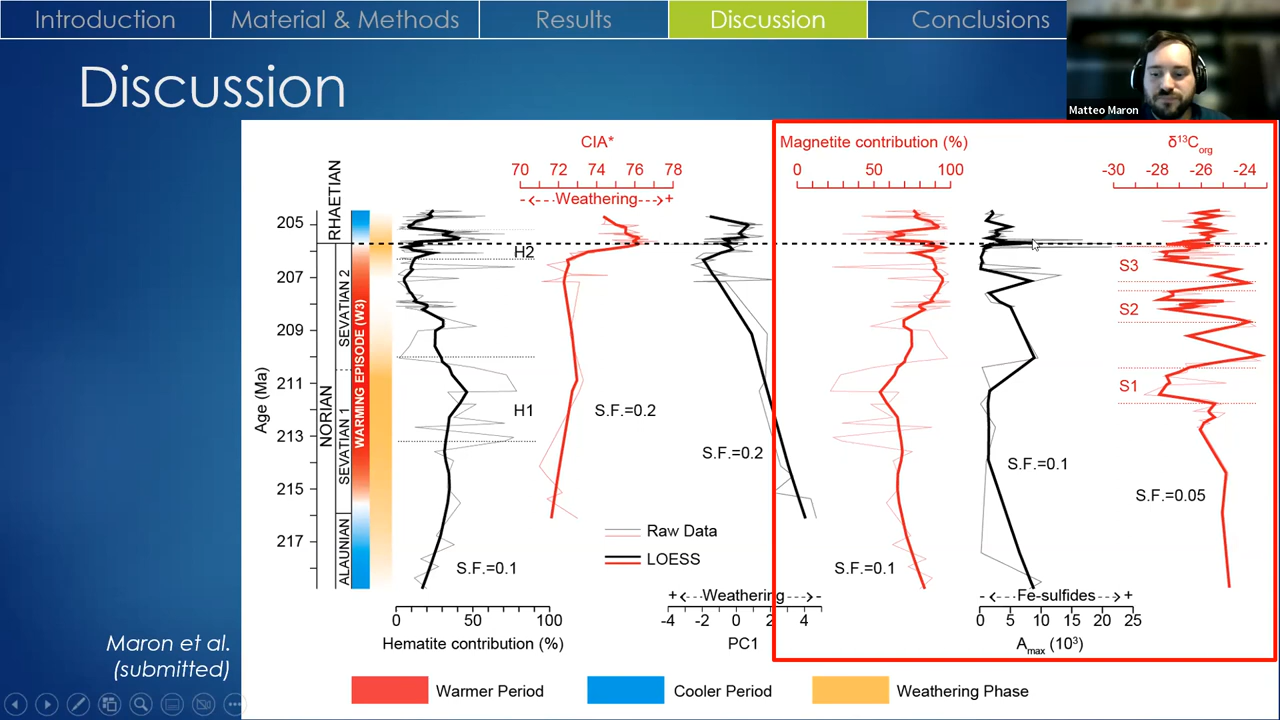 Introduction
Material & Methods
Results
Discussion
Conclusions
Matteo Maron
Discussion
CIA*
70 72 74 76 78
- <---Weathering---> +
Magnetite contribution (%)
0 50 100
δ13Corg
-30 -28 -26 -24
Age (Ma)
205
207
209
211
213
215
217
RHAETIAN
NORIAN
SEVATIAN 2
SEVATIAN 1
ALAUNIAN
WARMING EPISODE (W3)
H2
H1
S3
S2
S1
S.F.=0.2
S.F.=0.2
S.F.=0.1
S.F.=0.05
Raw Data
LOESS
S.F.=0.1
S.F.=0.1
+ <---Weathering---> -
- <---Fe-sulfides---> +
0 50 100
Hematite contribution (%)
-4 -2 0 2 4
PC1
0 5 10 15 20 25
Amax (10³)
Maron et al.
(submitted)
Warmer Period
Cooler Period
Weathering Phase